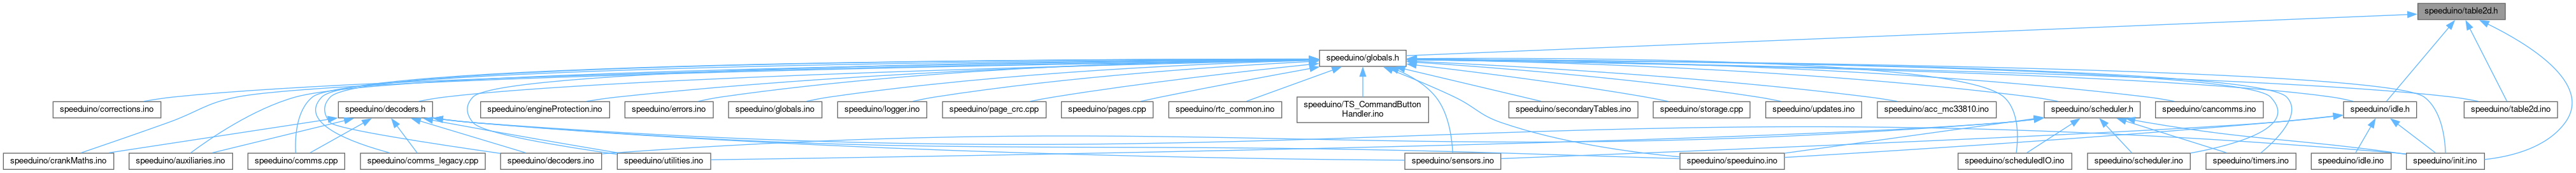 speeduino/table2d.h
speeduino/globals.h
speeduino/corrections.ino
speeduino/decoders.h
speeduino/engineProtection.ino
speeduino/errors.ino
speeduino/globals.ino
speeduino/logger.ino
speeduino/page_crc.cpp
speeduino/pages.cpp
speeduino/rtc_common.ino
speeduino/TS_CommandButton
Handler.ino
speeduino/secondaryTables.ino
speeduino/storage.cpp
speeduino/updates.ino
speeduino/acc_mc33810.ino
speeduino/scheduler.h
speeduino/cancomms.ino
speeduino/idle.h
speeduino/table2d.ino
speeduino/crankMaths.ino
speeduino/auxiliaries.ino
speeduino/comms.cpp
speeduino/comms_legacy.cpp
speeduino/decoders.ino
speeduino/utilities.ino
speeduino/sensors.ino
speeduino/speeduino.ino
speeduino/scheduledIO.ino
speeduino/scheduler.ino
speeduino/timers.ino
speeduino/idle.ino
speeduino/init.ino